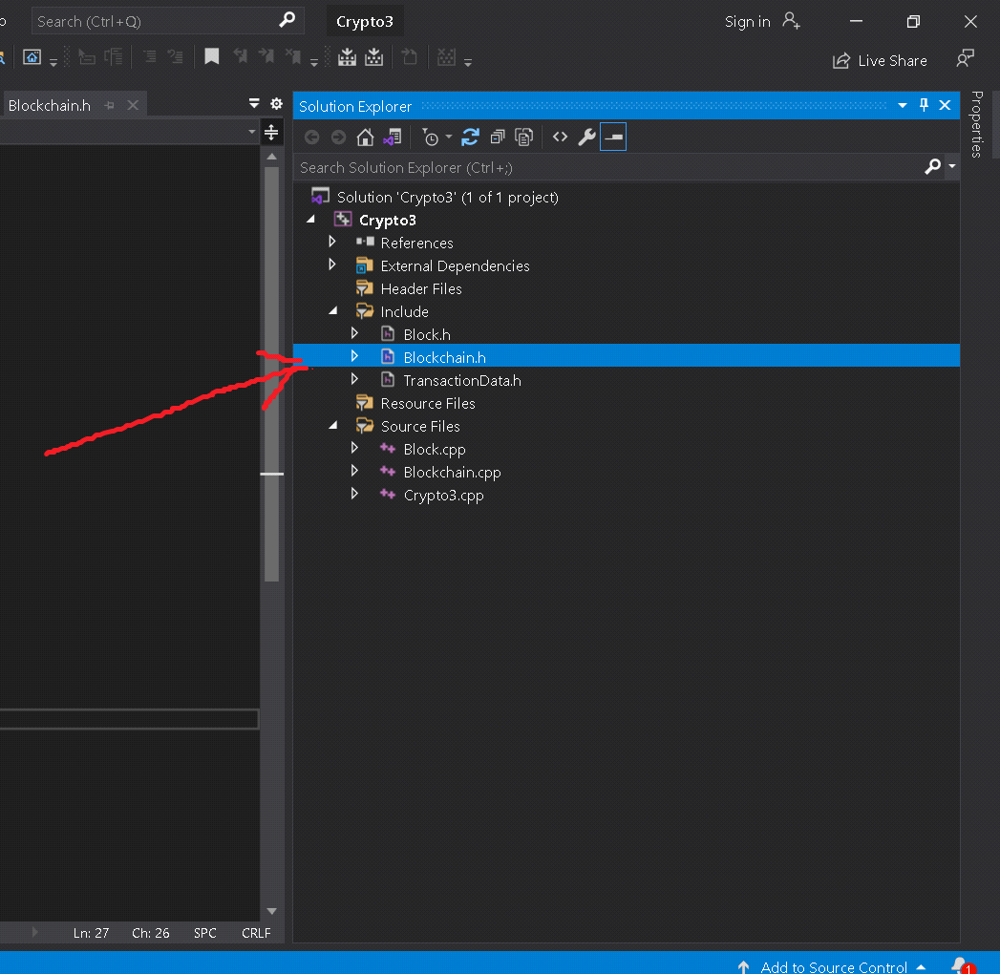 Search (Ctrl+Q)
Crypto3
Sign in
Live Share
Blockchain.h
Solution Explorer
Properties
Search Solution Explorer (Ctrl+;)
Solution 'Crypto3' (1 of 1 project)
Crypto3
References
External Dependencies
Header Files
Include
Block.h
Blockchain.h
TransactionData.h
Resource Files
Source Files
Block.cpp
Blockchain.cpp
Crypto3.cpp
Ln: 27 Ch: 26 SPC CRLF
Add to Source Control 1